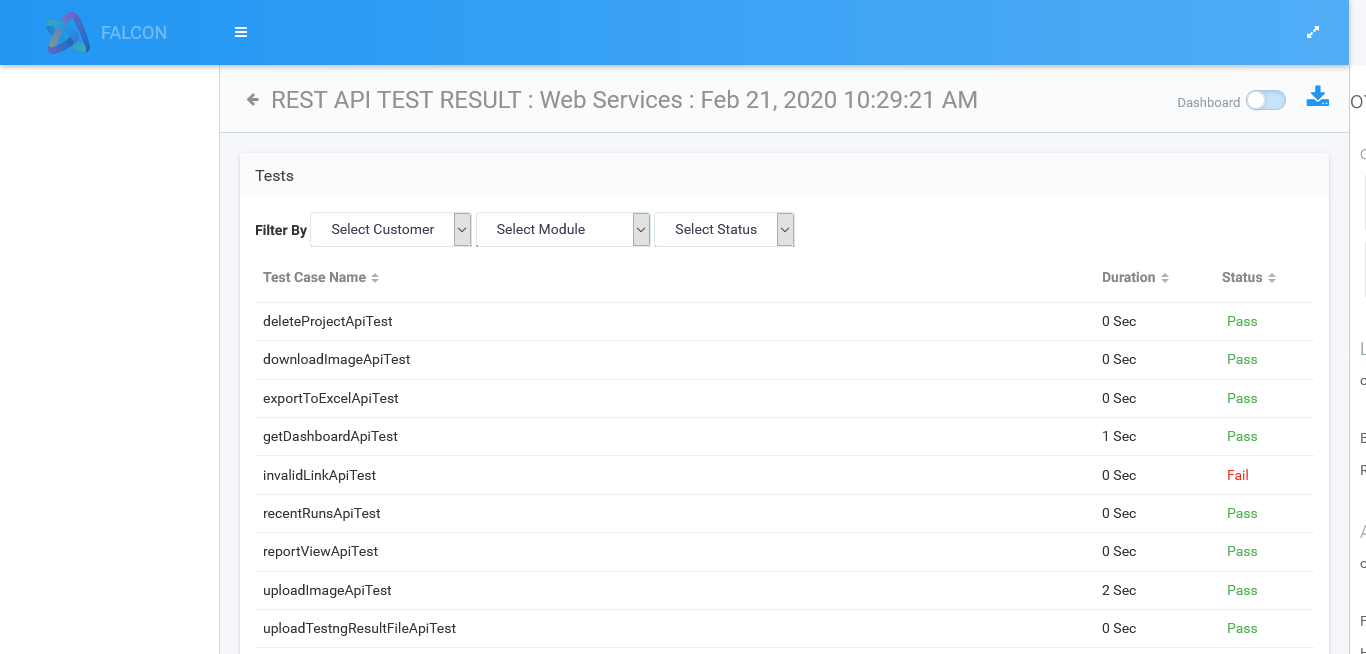 FALCON
REST API TEST RESULT : Web Services : Feb 21, 2020 10:29:21 AM
Dashboard
Tests
Filter By Select Customer Select Module Select Status
Test Case Name Duration Status
deleteProjectApiTest 0 Sec Pass
downloadImageApiTest 0 Sec Pass
exportToExcelApiTest 0 Sec Pass
getDashboardApiTest 1 Sec Pass
invalidLinkApiTest 0 Sec Fail
recentRunsApiTest 0 Sec Pass
reportViewApiTest 0 Sec Pass
uploadImageApiTest 2 Sec Pass
uploadTestngResultFileApiTest 0 Sec Pass